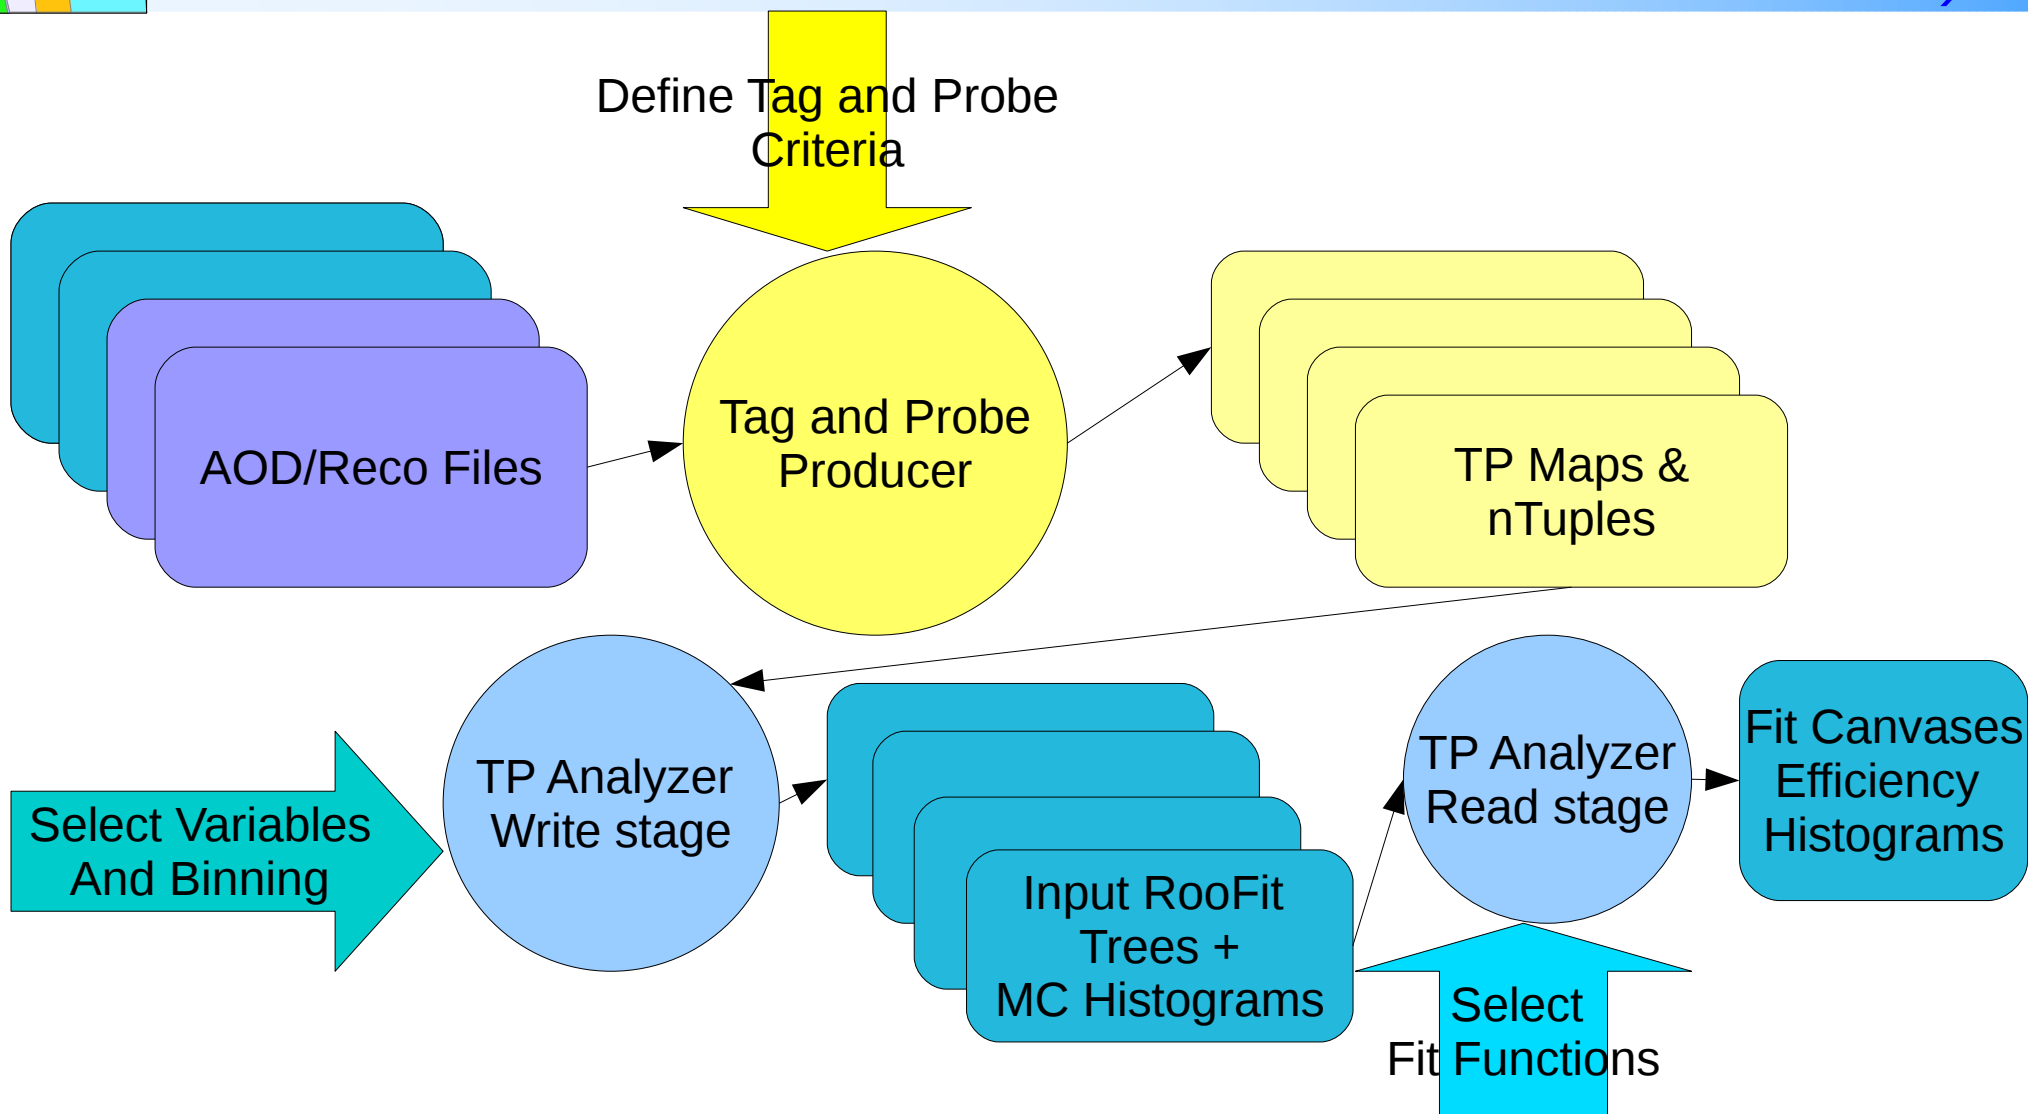 Define Tag and Probe
Criteria
AOD/Reco Files
Tag and Probe
Producer
TP Maps &
nTuples
Select Variables
And Binning
TP Analyzer
Write stage
Input RooFit
Trees +
MC Histograms
TP Analyzer
Read stage
Fit Canvases
Efficiency
Histograms
Select
Fit Functions